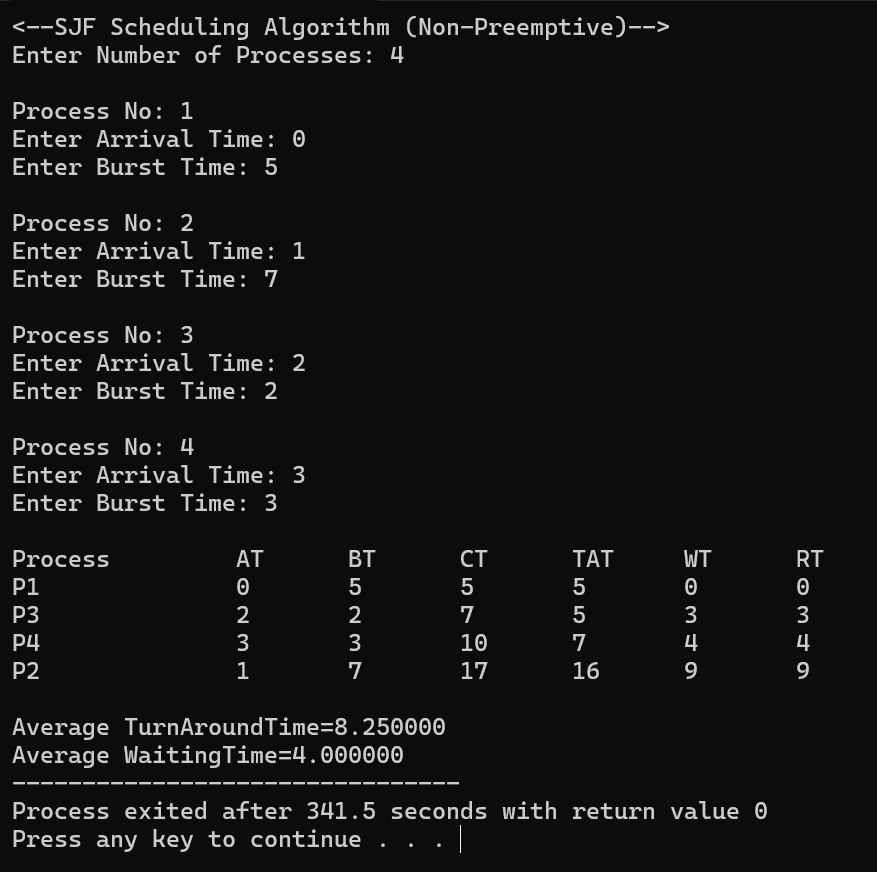 <--SJF Scheduling Algorithm (Non-Preemptive)-->
Enter Number of Processes: 4
Process No: 1
Enter Arrival Time: 0
Enter Burst Time: 5
Process No: 2
Enter Arrival Time: 1
Enter Burst Time: 7
Process No: 3
Enter Arrival Time: 2
Enter Burst Time: 2
Process No: 4
Enter Arrival Time: 3
Enter Burst Time: 3
Process AT BT CT TAT WT RT
P1 0 5 5 5 0 0
P3 2 2 7 5 3 3
P4 3 3 10 7 4 4
P2 1 7 17 16 9 9
Average TurnAroundTime=8.250000
Average WaitingTime=4.000000
--------------------------------
Process exited after 341.5 seconds with return value 0
Press any key to continue . . .